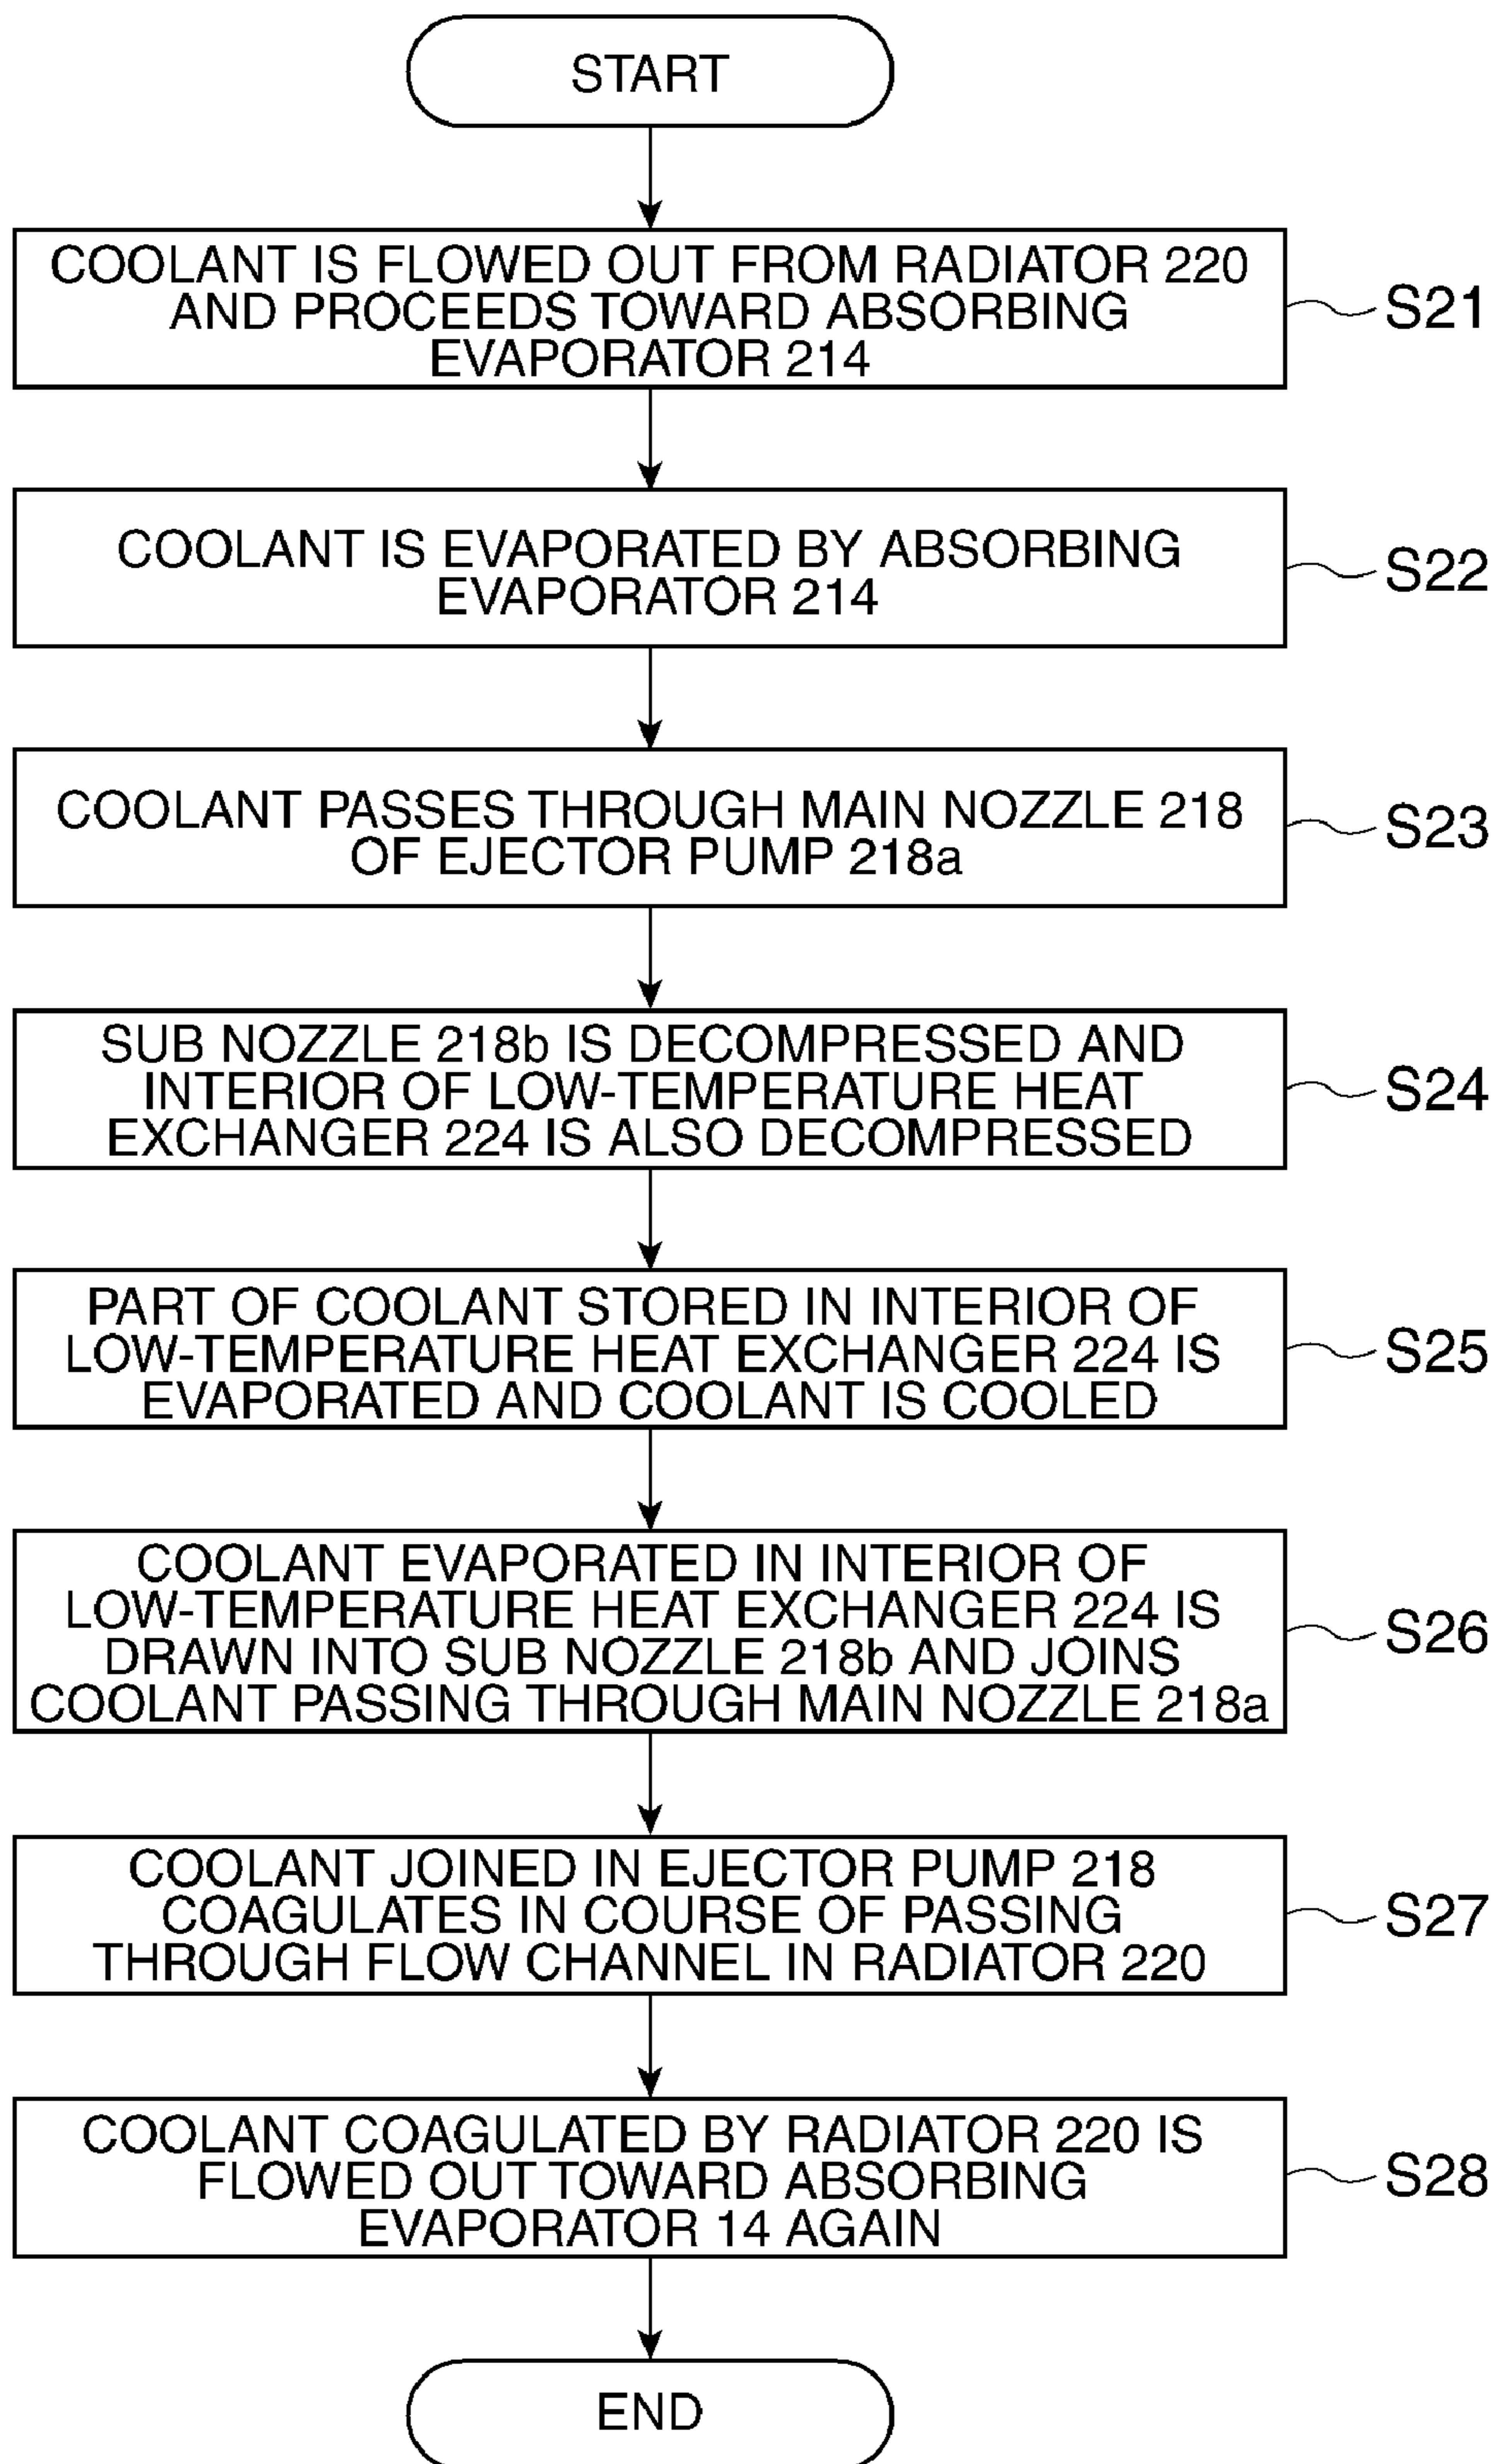 START
COOLANT IS FLOWED OUT FROM RADIATOR 220
AND PROCEEDS TOWARD ABSORBING
EVAPORATOR 214
S21
COOLANT IS EVAPORATED BY ABSORBING
EVAPORATOR 214
S22
COOLANT PASSES THROUGH MAIN NOZZLE 218
OF EJECTOR PUMP 218a
S23
SUB NOZZLE 218b IS DECOMPRESSED AND
INTERIOR OF LOW-TEMPERATURE HEAT
EXCHANGER 224 IS ALSO DECOMPRESSED
S24
PART OF COOLANT STORED IN INTERIOR OF
LOW-TEMPERATURE HEAT EXCHANGER 224 IS
EVAPORATED AND COOLANT IS COOLED
S25
COOLANT EVAPORATED IN INTERIOR OF
LOW-TEMPERATURE HEAT EXCHANGER 224 IS
DRAWN INTO SUB NOZZLE 218b AND JOINS
COOLANT PASSING THROUGH MAIN NOZZLE 218a
S26
COOLANT JOINED IN EJECTOR PUMP 218
COAGULATES IN COURSE OF PASSING
THROUGH FLOW CHANNEL IN RADIATOR 220
S27
COOLANT COAGULATED BY RADIATOR 220 IS
FLOWED OUT TOWARD ABSORBING
EVAPORATOR 14 AGAIN
S28
END